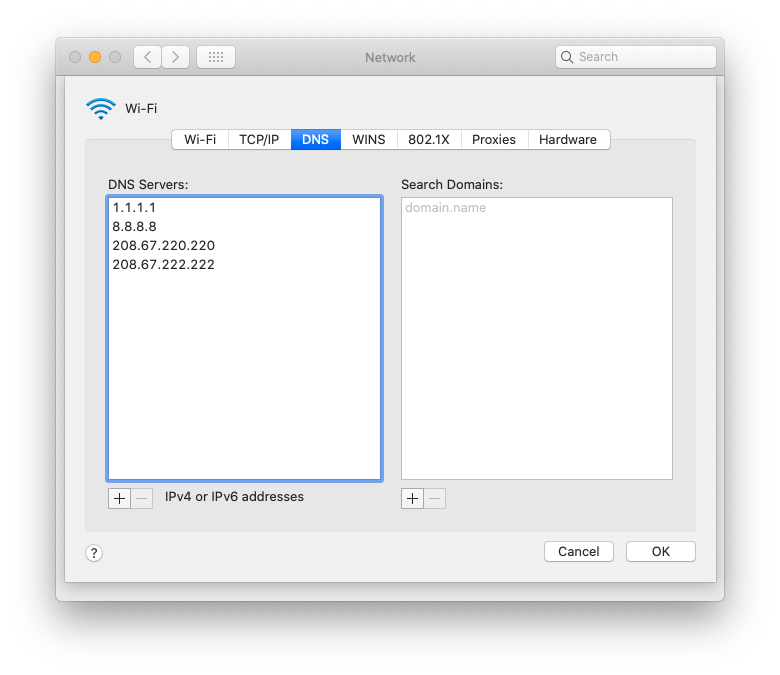 Network
Search
Wi-Fi
Wi-Fi TCP/IP DNS WINS 802.1X Proxies Hardware
DNS Servers:
1.1.1.1
8.8.8.8
208.67.220.220
208.67.222.222
Search Domains:
domain.name
+ − IPv4 or IPv6 addresses
+ −
? Cancel OK